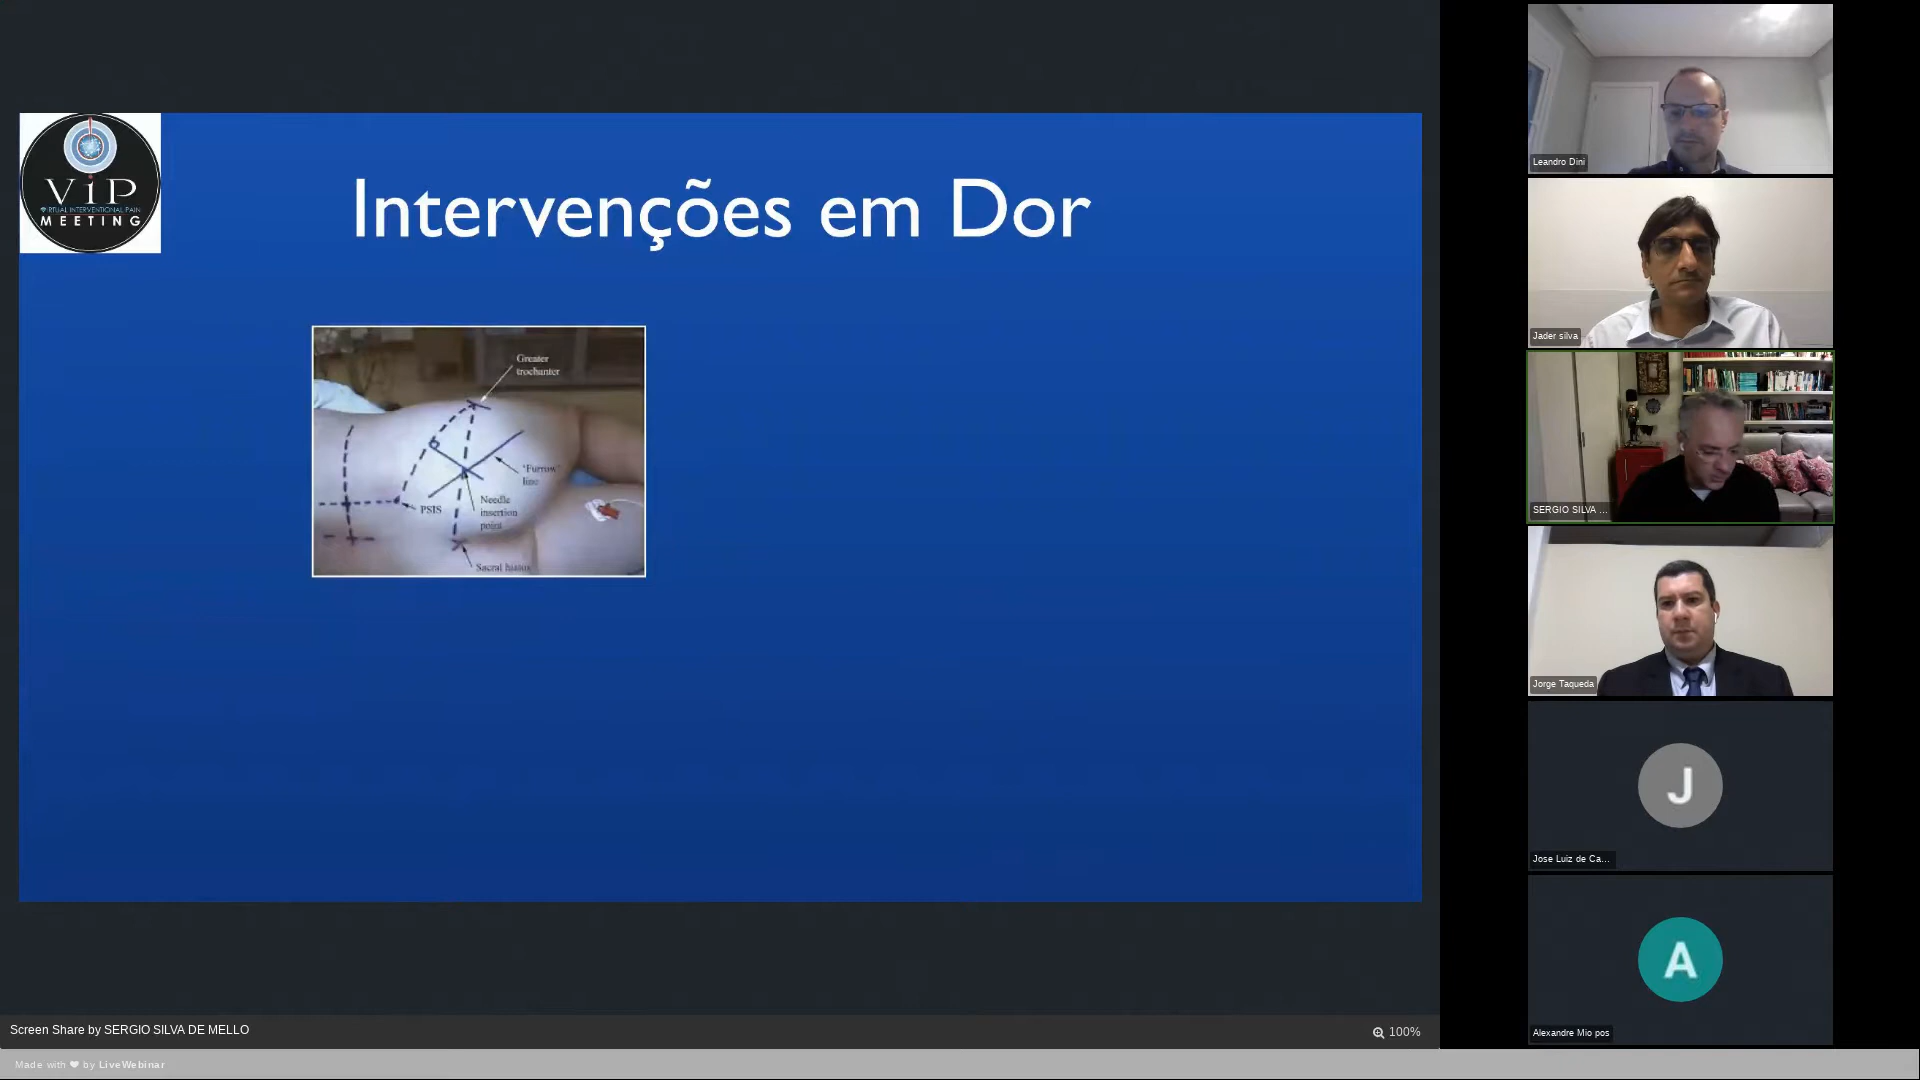 ViP
VIRTUAL INTERVENTIONAL PAIN
MEETING
Intervenções em Dor
Greater
trochanter
"Furrow"
line
Needle
insertion
point
PSIS
Sacral hiatus
Leandro Dini
Jader silva
SERGIO SILVA ...
Jorge Taqueda
J
Jose Luiz de Ca...
A
Alexandre Mio pos
Screen Share by SERGIO SILVA DE MELLO
100%
Made with ❤ by LiveWebinar